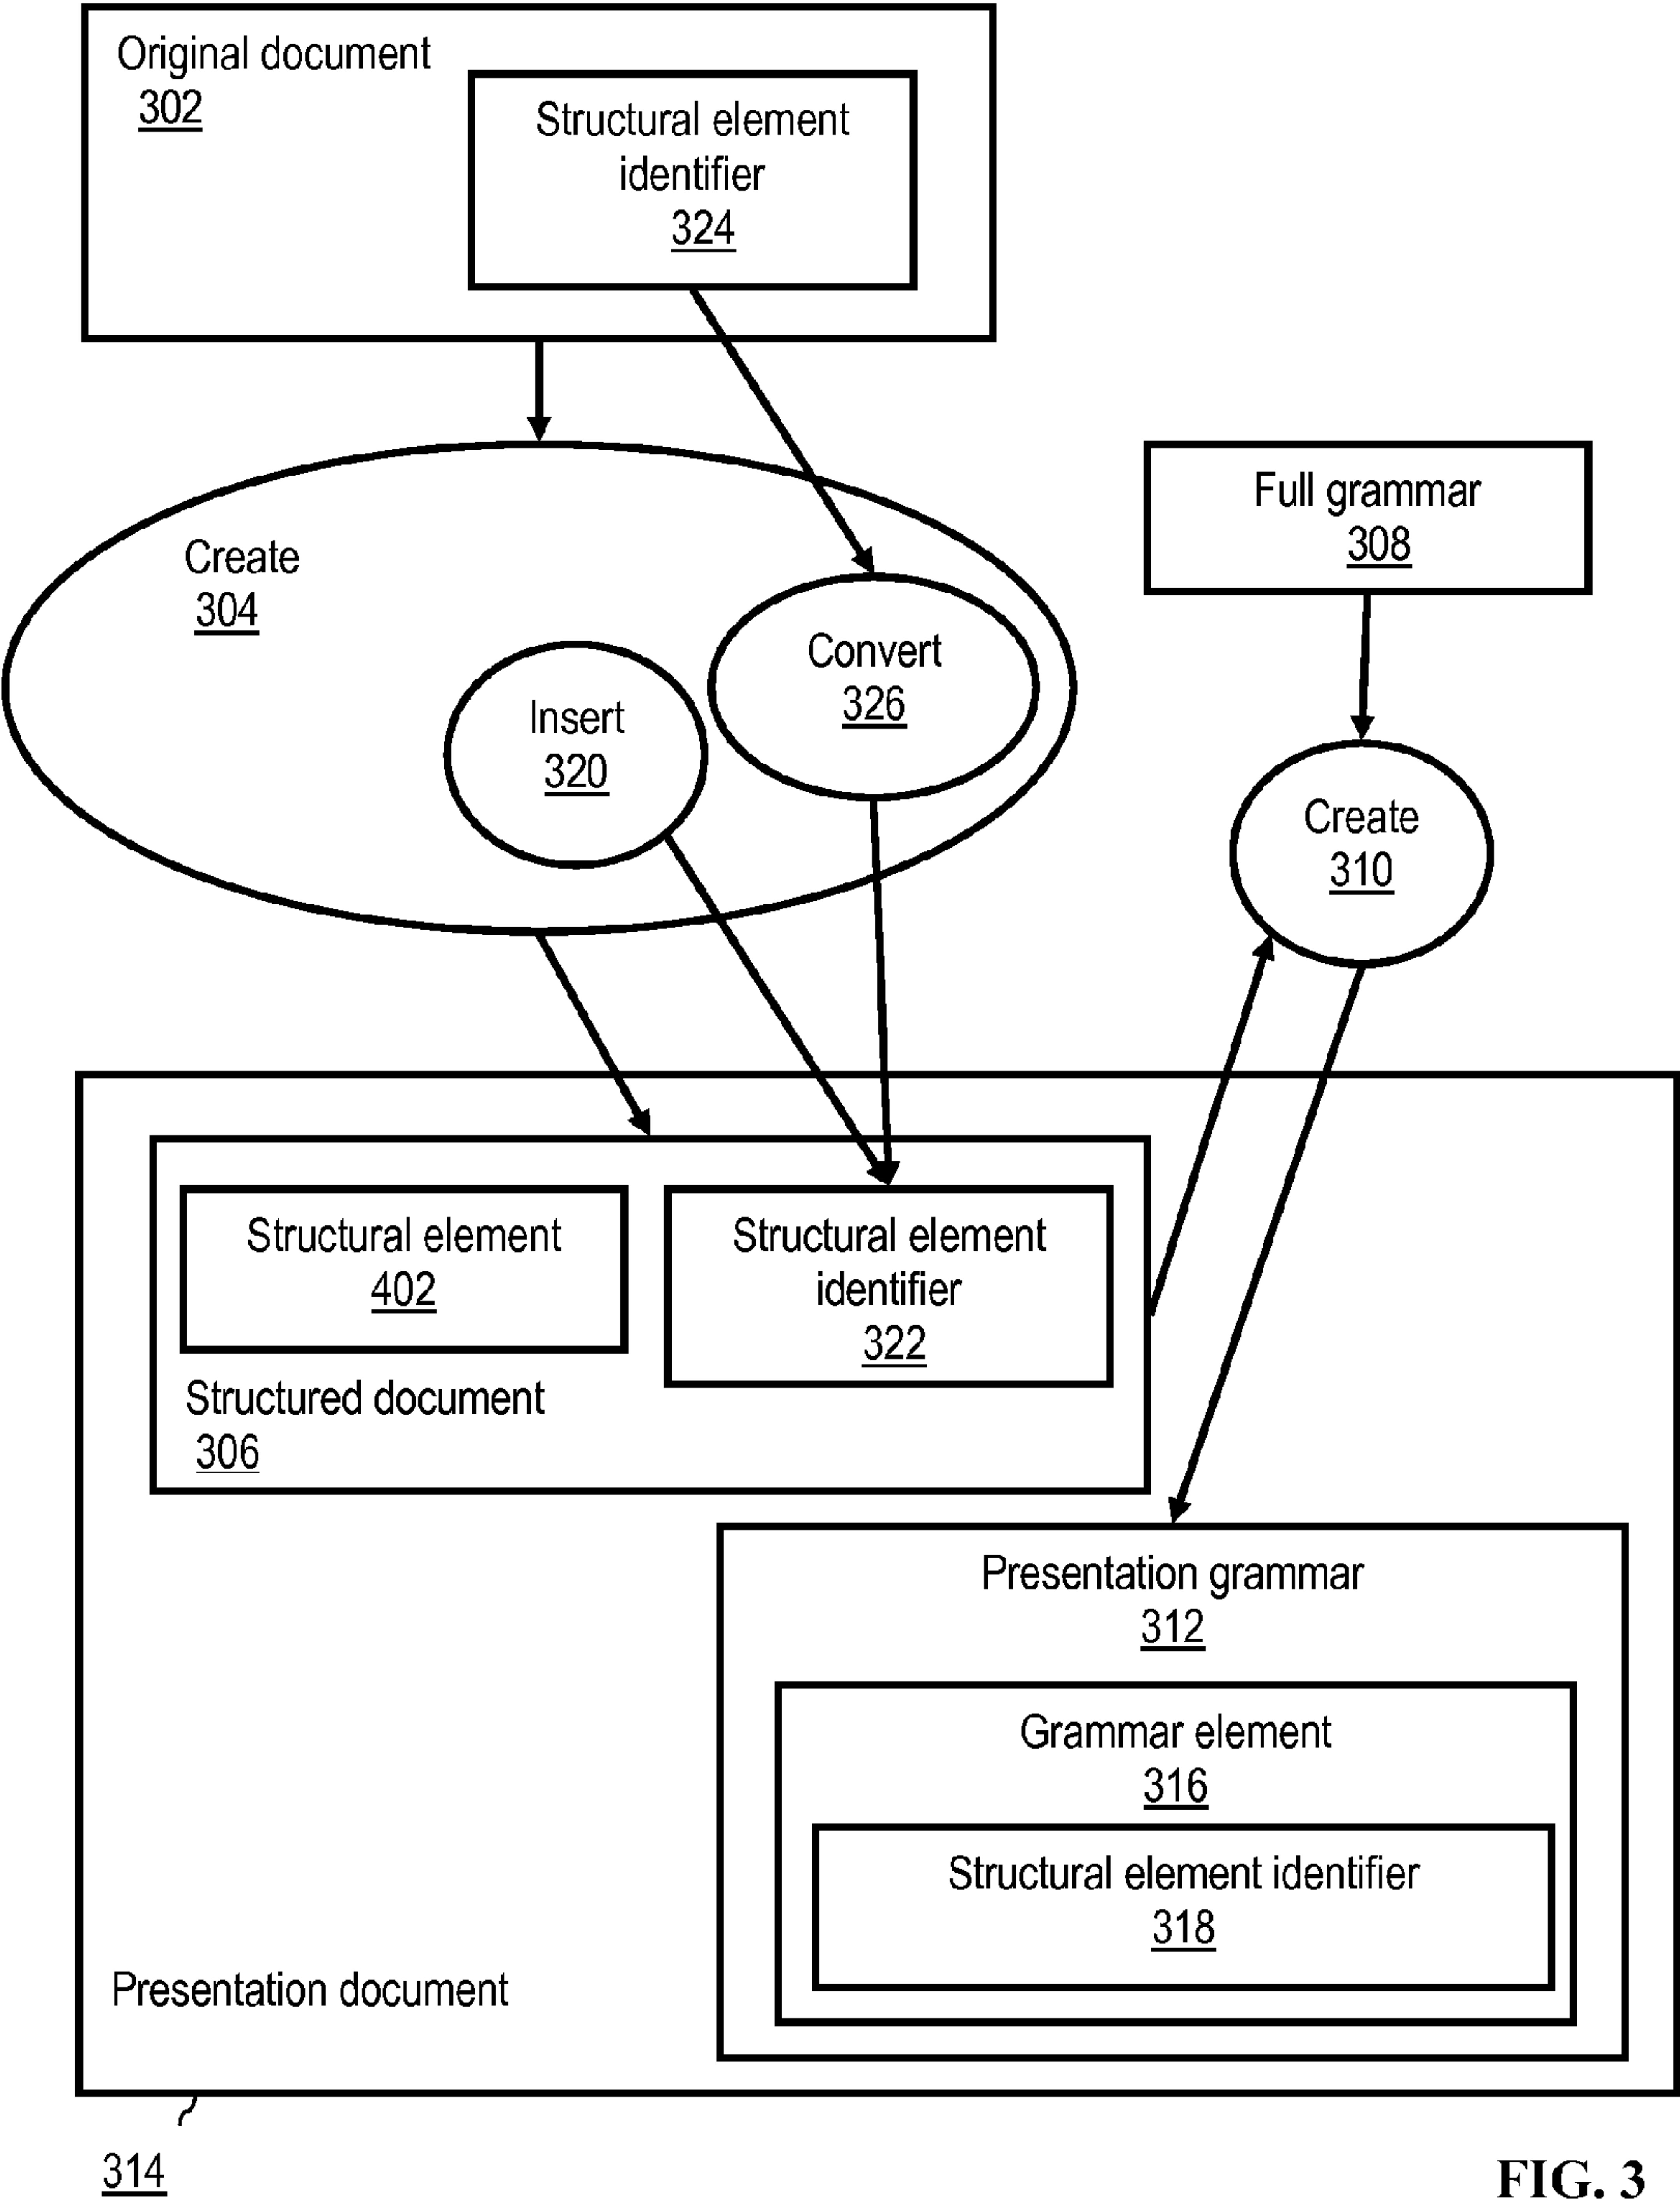 Original document
302
Structural element
identifier
324
Full grammar
308
Create
304
Convert
326
Insert
320
Create
310
Structural element
402
Structural element
identifier
322
Structured document
306
Presentation grammar
312
Grammar element
316
Structural element identifier
318
Presentation document
314
FIG. 3